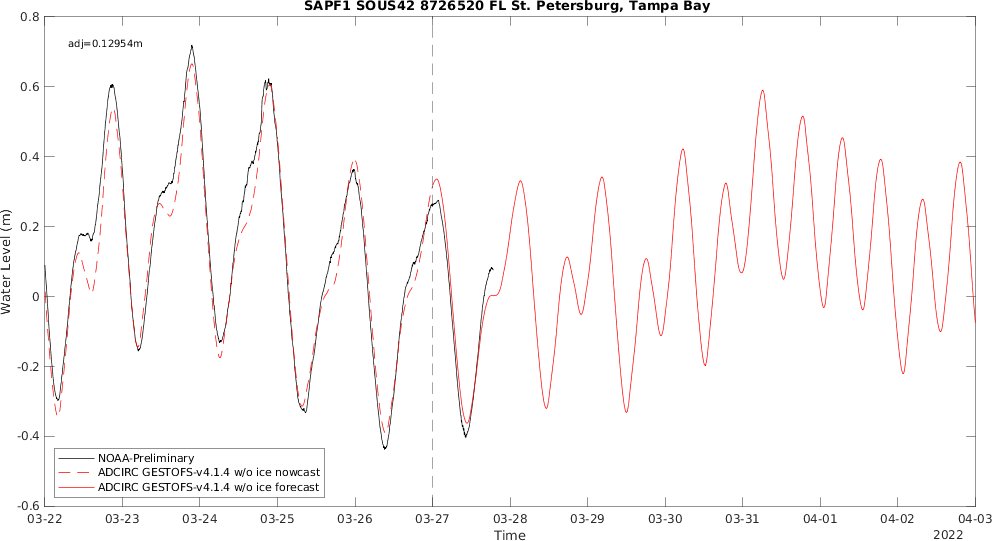 SAPF1 SOUS42 8726520 FL St. Petersburg, Tampa Bay
adj=0.12954m
0.8
0.6
0.4
0.2
0
-0.2
-0.4
-0.6
Water Level (m)
NOAA-Preliminary
ADCIRC GESTOFS-v4.1.4 w/o ice nowcast
ADCIRC GESTOFS-v4.1.4 w/o ice forecast
03-22 03-23 03-24 03-25 03-26 03-27 03-28 03-29 03-30 03-31 04-01 04-02 04-03
Time
2022